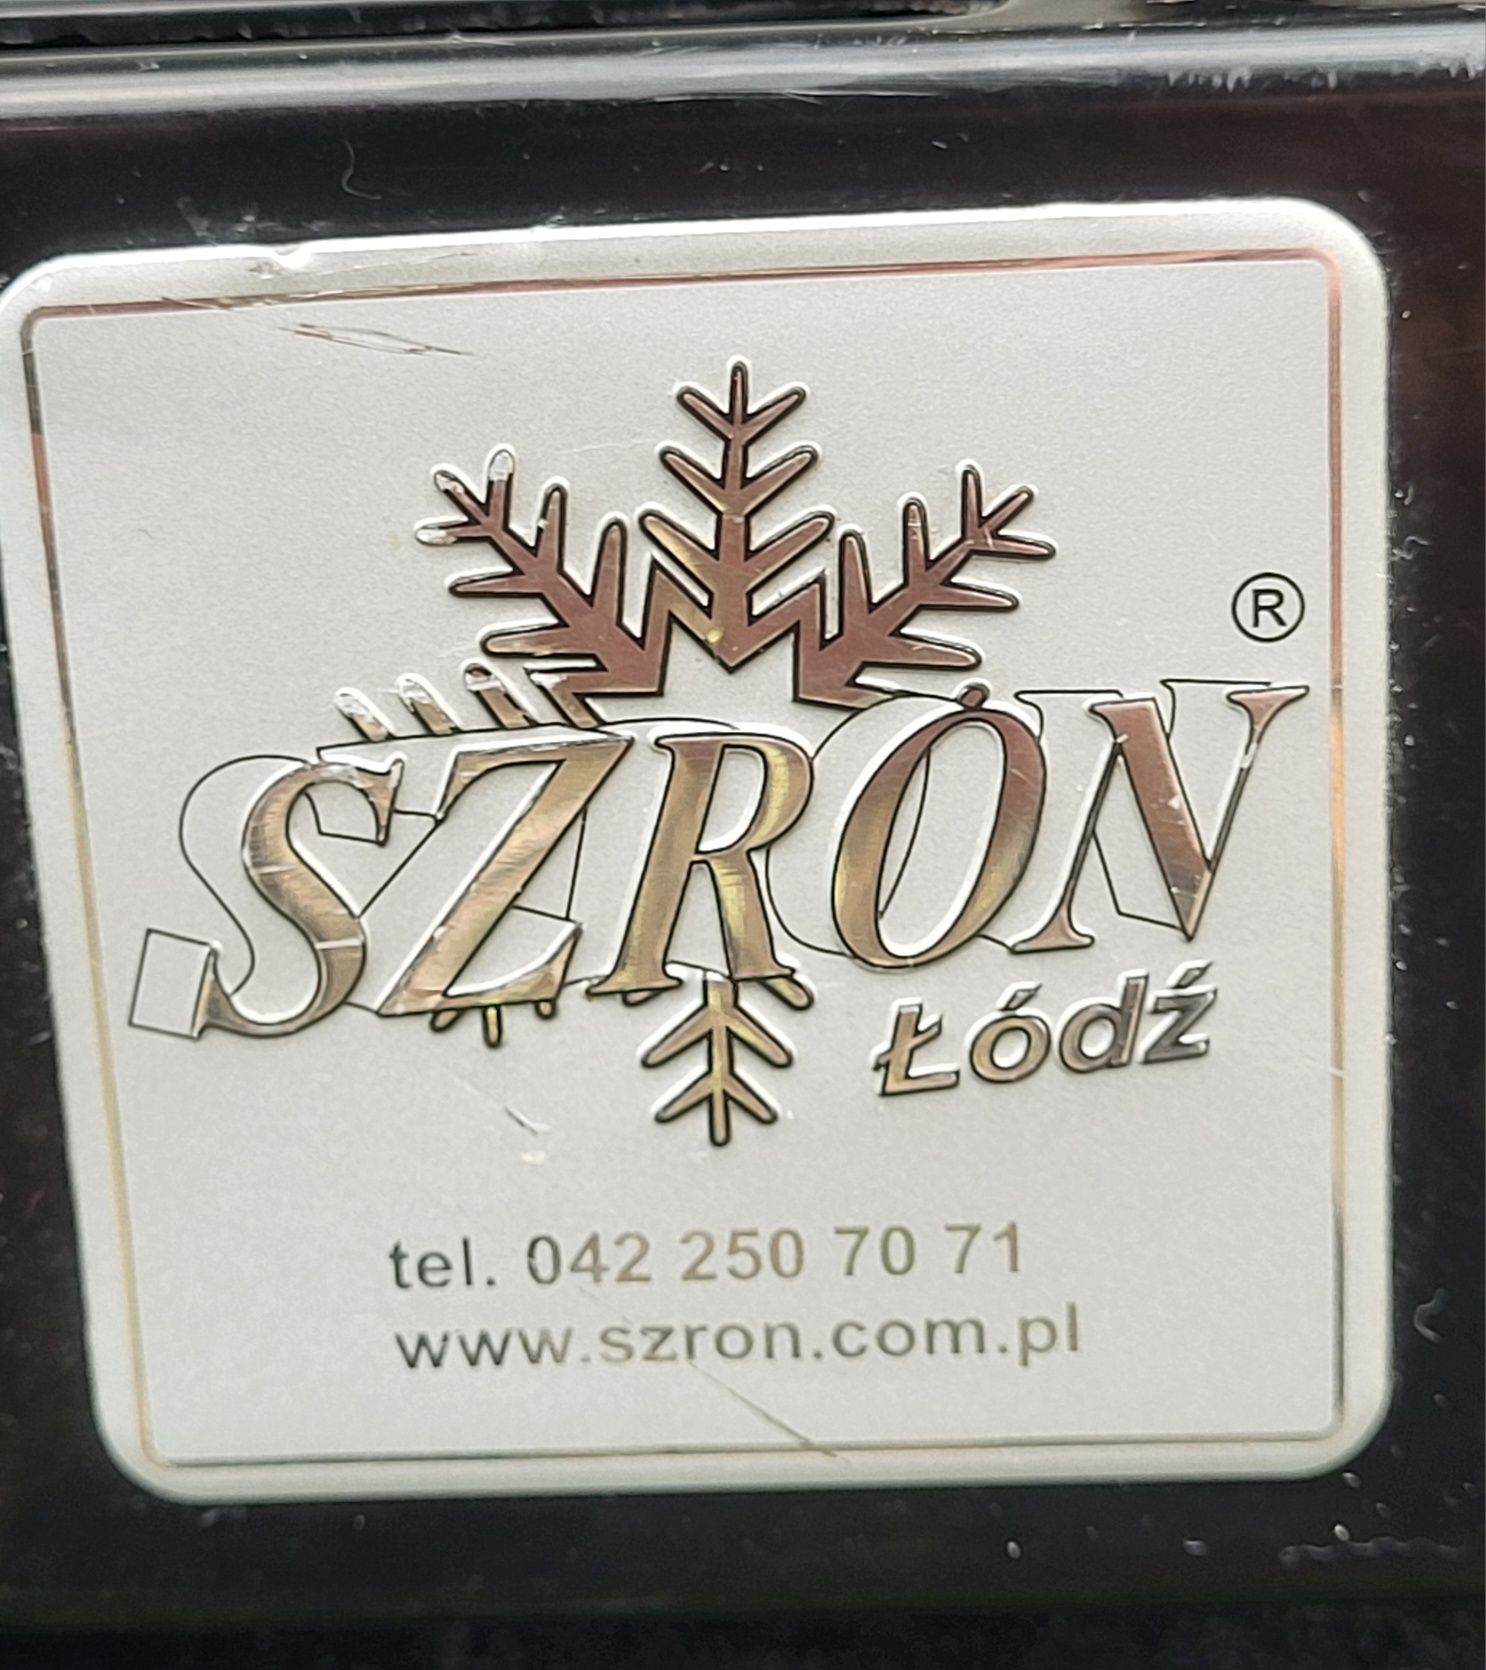 ®
SZRON
Łódź
tel. 042 250 70 71
www.szron.com.pl